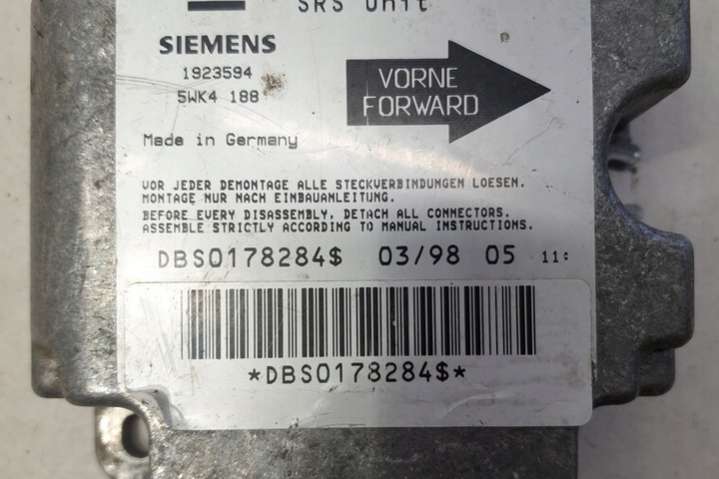 SRS Unit
SIEMENS
1923594
5WK4 188
VORNE
FORWARD
Made in Germany
VOR JEDER DEMONTAGE ALLE STECKVERBINDUNGEN LOESEN.
MONTAGE NUR NACH EINBAUANLEITUNG.
BEFORE EVERY DISASSEMBLY, DETACH ALL CONNECTORS.
ASSEMBLE STRICTLY ACCORDING TO MANUAL INSTRUCTIONS.
DBS0178284$ 03/98 05 11:
*DBS0178284$*